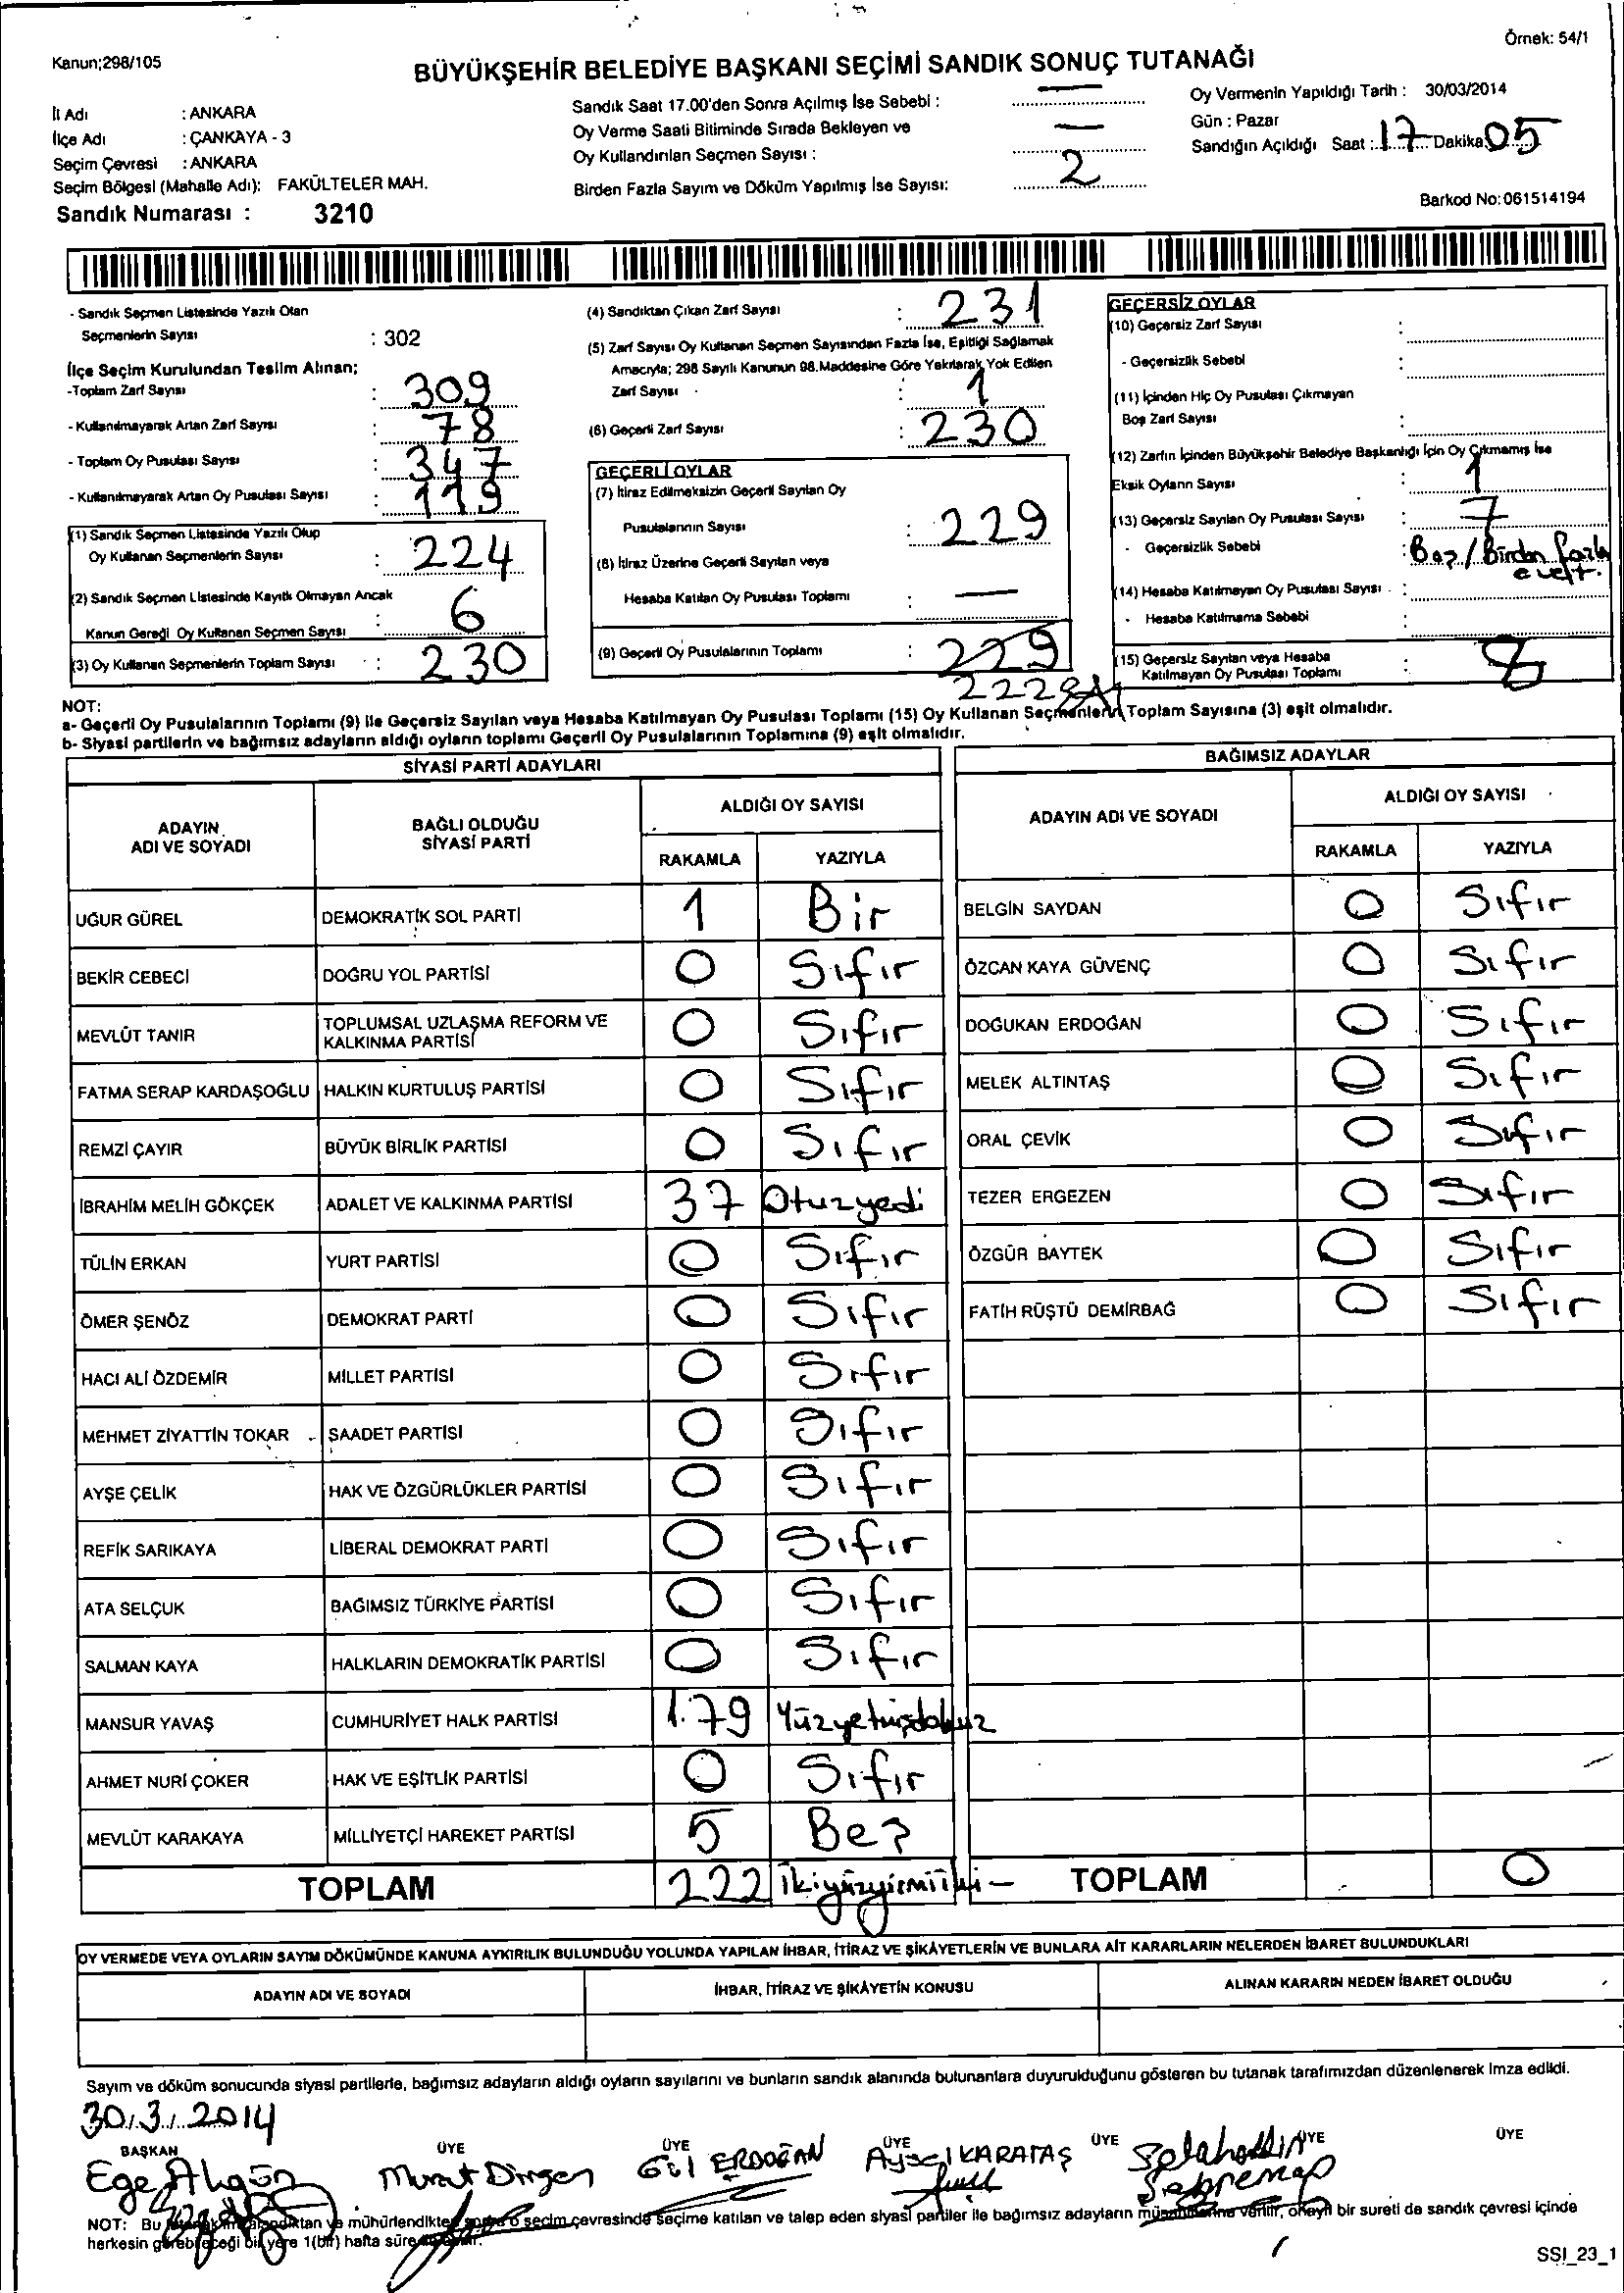 Örnek: 54/1
Kanun;298/105
BÜYÜKŞEHİR BELEDİYE BAŞKANI SEÇİMİ SANDIK SONUÇ TUTANAĞI
İl Adı : ANKARA
İlçe Adı : ÇANKAYA - 3
Seçim Çevresi : ANKARA
Seçim Bölgesi (Mahalle Adı): FAKÜLTELER MAH.
Sandık Numarası : 3210
Sandık Saat 17.00'den Sonra Açılmış İse Sebebi : —
Oy Verme Saati Bitiminde Sırada Bekleyen ve
Oy Kullandırılan Seçmen Sayısı : —
Birden Fazla Sayım ve Döküm Yapılmış İse Sayısı: 2
Oy Vermenin Yapıldığı Tarih : 30/03/2014
Gün : Pazar
Sandığın Açıldığı Saat : 17 Dakika 05
Barkod No:061514194
- Sandık Seçmen Listesinde Yazılı Olan
Seçmenlerin Sayısı : 302
İlçe Seçim Kurulundan Teslim Alınan;
-Toplam Zarf Sayısı : 309
- Kullanılmayarak Artan Zarf Sayısı : 78
- Toplam Oy Pusulası Sayısı : 347
- Kullanılmayarak Artan Oy Pusulası Sayısı : 119
(1) Sandık Seçmen Listesinde Yazılı Olup
Oy Kullanan Seçmenlerin Sayısı : 224
(2) Sandık Seçmen Listesinde Kayıtlı Olmayan Ancak
Kanun Gereği Oy Kullanan Seçmen Sayısı : 6
(3) Oy Kullanan Seçmenlerin Toplam Sayısı : 230
(4) Sandıktan Çıkan Zarf Sayısı : 231
(5) Zarf Sayısı Oy Kullanan Seçmen Sayısından Fazla İse, Eşitliği Sağlamak
Amacıyla; 298 Sayılı Kanunun 98.Maddesine Göre Yakılarak Yok Edilen
Zarf Sayısı : 1
(6) Geçerli Zarf Sayısı : 230
GEÇERLİ OYLAR
(7) İtiraz Edilmeksizin Geçerli Sayılan Oy
Pusulalarının Sayısı : 229
(8) İtiraz Üzerine Geçerli Sayılan veya
Hesaba Katılan Oy Pusulası Toplamı : —
(9) Geçerli Oy Pusulalarının Toplamı : 229
222
GEÇERSİZ OYLAR
(10) Geçersiz Zarf Sayısı :
- Geçersizlik Sebebi :
(11) İçinden Hiç Oy Pusulası Çıkmayan
Boş Zarf Sayısı :
(12) Zarfın İçinden Büyükşehir Belediye Başkanlığı İçin Oy Çıkmamış İse
Eksik Oyların Sayısı : 1
(13) Geçersiz Sayılan Oy Pusulası Sayısı : 7
- Geçersizlik Sebebi : Boş / Birden fazla
evet.
(14) Hesaba Katılmayan Oy Pusulası Sayısı :
- Hesaba Katılmama Sebebi :
(15) Geçersiz Sayılan veya Hesaba
Katılmayan Oy Pusulası Toplamı : 8
NOT:
a- Geçerli Oy Pusulalarının Toplamı (9) ile Geçersiz Sayılan veya Hesaba Katılmayan Oy Pusulası Toplamı (15) Oy Kullanan Seçmenlerin Toplam Sayısına (3) eşit olmalıdır.
b- Siyasi partilerin ve bağımsız adayların aldığı oyların toplamı Geçerli Oy Pusulalarının Toplamına (9) eşit olmalıdır.
SİYASİ PARTİ ADAYLARI
ADAYIN ADI VE SOYADI BAĞLI OLDUĞU SİYASİ PARTİ ALDIĞI OY SAYISI
RAKAMLA YAZIYLA
UĞUR GÜREL DEMOKRATİK SOL PARTİ 1 Bir
BEKİR CEBECİ DOĞRU YOL PARTİSİ 0 Sıfır
MEVLÜT TANIR TOPLUMSAL UZLAŞMA REFORM VE KALKINMA PARTİSİ 0 Sıfır
FATMA SERAP KARDAŞOĞLU HALKIN KURTULUŞ PARTİSİ 0 Sıfır
REMZİ ÇAYIR BÜYÜK BİRLİK PARTİSİ 0 Sıfır
İBRAHİM MELİH GÖKÇEK ADALET VE KALKINMA PARTİSİ 37 Otuzyedi
TÜLİN ERKAN YURT PARTİSİ 0 Sıfır
ÖMER ŞENÖZ DEMOKRAT PARTİ 0 Sıfır
HACI ALİ ÖZDEMİR MİLLET PARTİSİ 0 Sıfır
MEHMET ZİYATTİN TOKAR SAADET PARTİSİ 0 Sıfır
AYŞE ÇELİK HAK VE ÖZGÜRLÜKLER PARTİSİ 0 Sıfır
REFİK SARIKAYA LİBERAL DEMOKRAT PARTİ 0 Sıfır
ATA SELÇUK BAĞIMSIZ TÜRKİYE PARTİSİ 0 Sıfır
SALMAN KAYA HALKLARIN DEMOKRATİK PARTİSİ 0 Sıfır
MANSUR YAVAŞ CUMHURİYET HALK PARTİSİ 1.79 Yüzyetmişdokuz
AHMET NURİ ÇOKER HAK VE EŞİTLİK PARTİSİ 0 Sıfır
MEVLÜT KARAKAYA MİLLİYETÇİ HAREKET PARTİSİ 5 Beş
TOPLAM 222 İkiyüzyirmiiki -
BAĞIMSIZ ADAYLAR
ADAYIN ADI VE SOYADI ALDIĞI OY SAYISI
RAKAMLA YAZIYLA
BELGİN SAYDAN 0 Sıfır
ÖZCAN KAYA GÜVENÇ 0 Sıfır
DOĞUKAN ERDOĞAN 0 Sıfır
MELEK ALTINTAŞ 0 Sıfır
ORAL ÇEVİK 0 Sıfır
TEZER ERGEZEN 0 Sıfır
ÖZGÜR BAYTEK 0 Sıfır
FATİH RÜŞTÜ DEMİRBAĞ 0 Sıfır
TOPLAM 0
OY VERMEDE VEYA OYLARIN SAYIM DÖKÜMÜNDE KANUNA AYKIRILIK BULUNDUĞU YOLUNDA YAPILAN İHBAR, İTİRAZ VE ŞİKÂYETLERİN VE BUNLARA AİT KARARLARIN NELERDEN İBARET BULUNDUKLARI
ADAYIN ADI VE SOYADI İHBAR, İTİRAZ VE ŞİKÂYETİN KONUSU ALINAN KARARIN NEDEN İBARET OLDUĞU
Sayım ve döküm sonucunda siyasi partilerle, bağımsız adayların aldığı oyların sayılarını ve bunların sandık alanında bulunanlara duyurulduğunu gösteren bu tutanak tarafımızdan düzenlenerek imza edildi.
30.3.2014
BAŞKAN ÜYE ÜYE ÜYE ÜYE ÜYE ÜYE
Ege Murat Dirgen Gül ERDOĞAN Aysel KARATAŞ Selahattin
NOT: Bu mühürlendikten sonra o seçim çevresinde seçime katılan ve talep eden siyasi partiler ile bağımsız adayların müşahitlerine verilir, onaylı bir sureti de sandık çevresi içinde
herkesin görebileceği bir yere 1(bir) hafta süre
SSİ_23_1